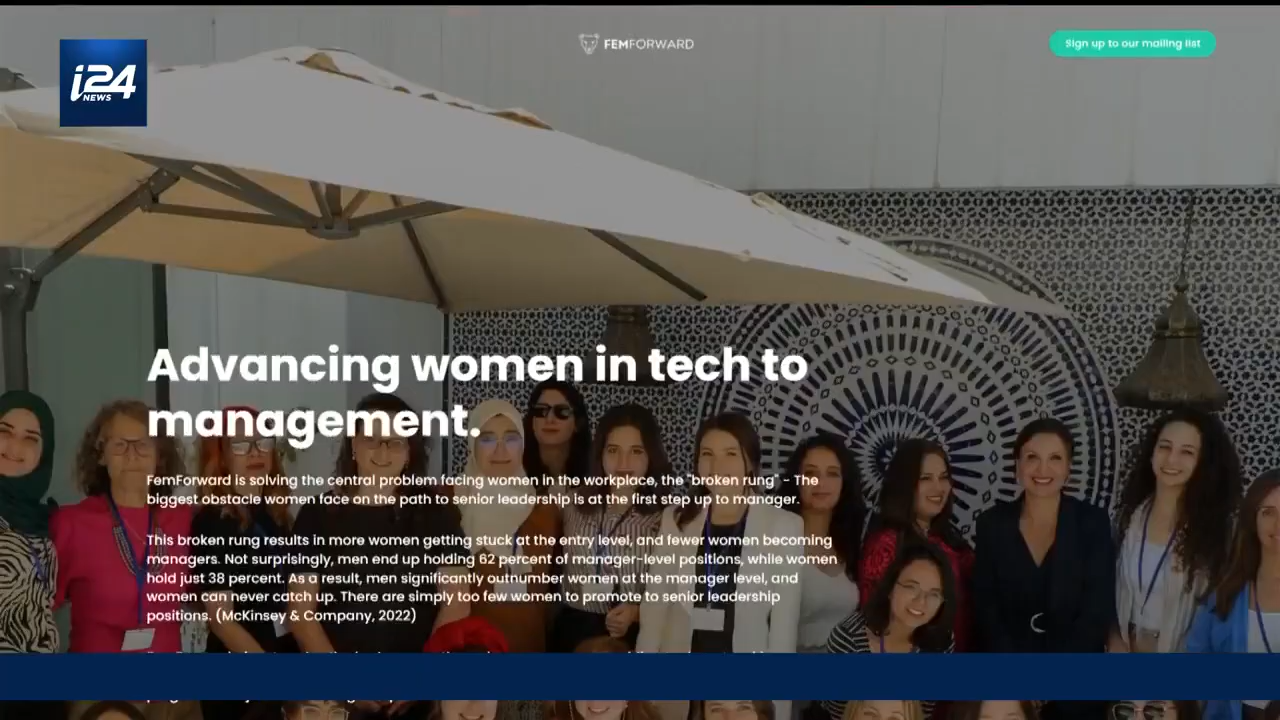 i24
NEWS
FEMFORWARD
Sign up to our mailing list
Advancing women in tech to
management.
FemForward is solving the central problem facing women in the workplace, the "broken rung" - The
biggest obstacle women face on the path to senior leadership is at the first step up to manager.
This broken rung results in more women getting stuck at the entry level, and fewer women becoming
managers. Not surprisingly, men end up holding 62 percent of manager-level positions, while women
hold just 38 percent. As a result, men significantly outnumber women at the manager level, and
women can never catch up. There are simply too few women to promote to senior leadership
positions. (McKinsey & Company, 2022)